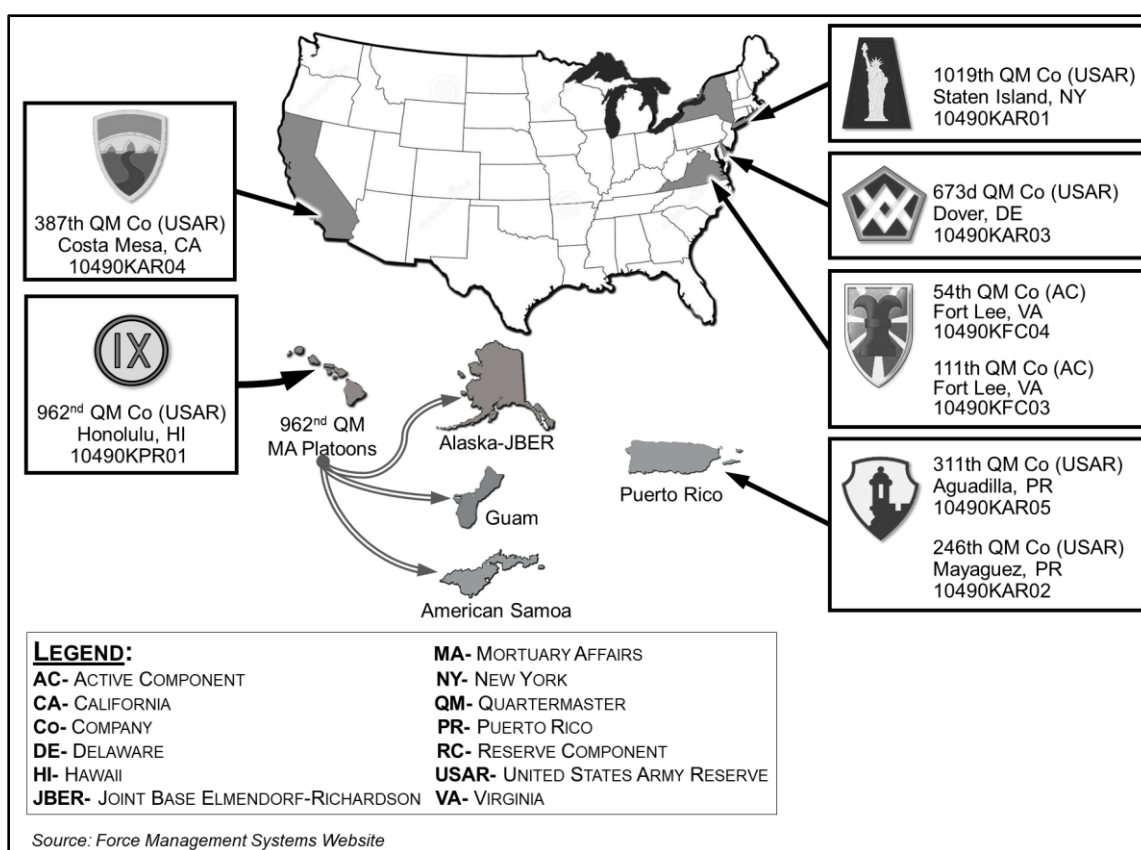 387th QM Co (USAR)
Costa Mesa, CA
10490KAR04
IX
962nd QM Co (USAR)
Honolulu, HI
10490KPR01
1019th QM Co (USAR)
Staten Island, NY
10490KAR01
673d QM Co (USAR)
Dover, DE
10490KAR03
54th QM Co (AC)
Fort Lee, VA
10490KFC04
111th QM Co (AC)
Fort Lee, VA
10490KFC03
311th QM Co (USAR)
Aguadilla, PR
10490KAR05
246th QM Co (USAR)
Mayaguez, PR
10490KAR02
962nd QM
MA Platoons
Alaska-JBER
Guam
American Samoa
Puerto Rico
LEGEND:
AC- ACTIVE COMPONENT
CA- CALIFORNIA
CO- COMPANY
DE- DELAWARE
HI- HAWAII
JBER- JOINT BASE ELMENDORF-RICHARDSON
MA- MORTUARY AFFAIRS
NY- NEW YORK
QM- QUARTERMASTER
PR- PUERTO RICO
RC- RESERVE COMPONENT
USAR- UNITED STATES ARMY RESERVE
VA- VIRGINIA
Source: Force Management Systems Website